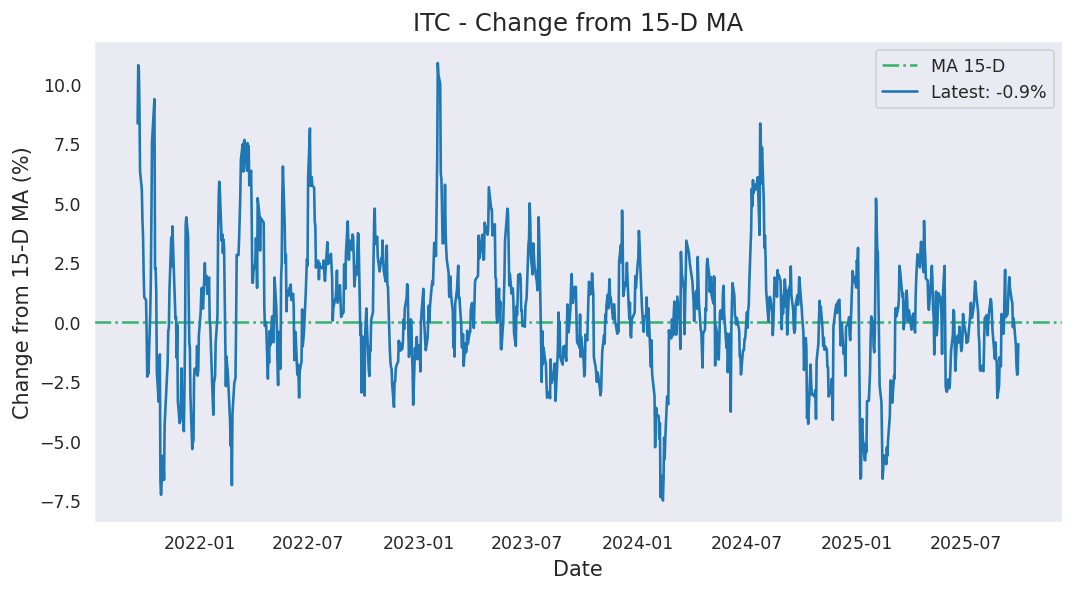 ITC - Change from 15-D MA
MA 15-D
Latest: -0.9%
Change from 15-D MA (%)
10.0
7.5
5.0
2.5
0.0
−2.5
−5.0
−7.5
2022-01 2022-07 2023-01 2023-07 2024-01 2024-07 2025-01 2025-07
Date